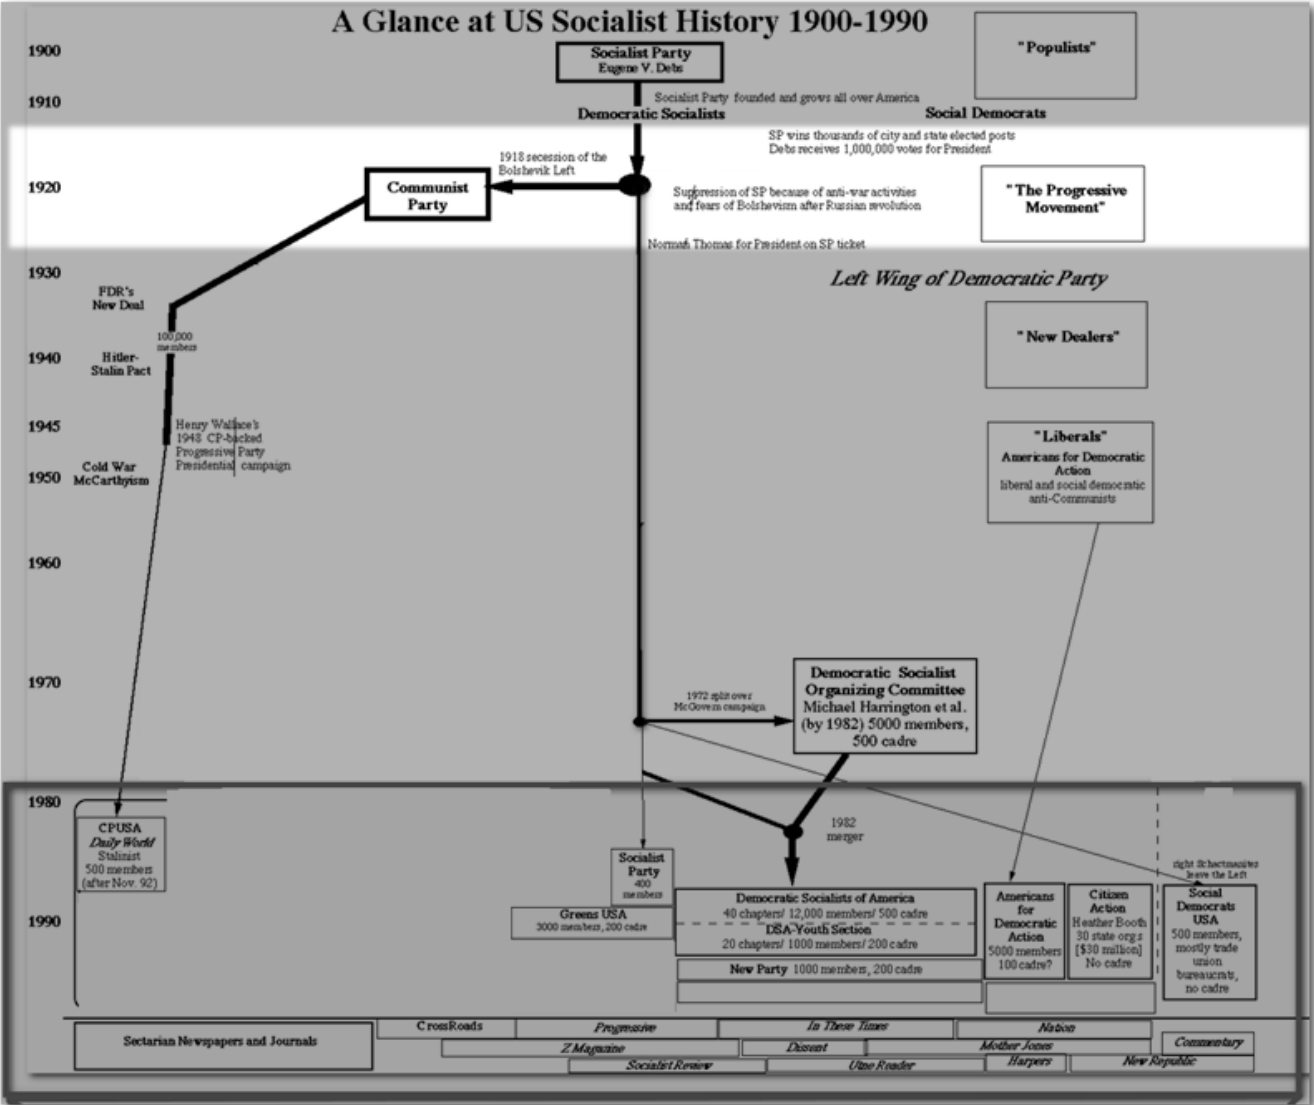 A Glance at US Socialist History 1900-1990
1900
Socialist Party
Eugene V. Debs
"Populists"
1910
Socialist Party founded and grows all over America
Democratic Socialists
Social Democrats
SP wins thousands of city and state elected posts
Debs receives 1,000,000 votes for President
1918 secession of the
Bolshevik Left
1920
Communist
Party
Suppression of SP because of anti-war activities
and fears of Bolshevism after Russian revolution
"The Progressive
Movement"
Norman Thomas for President on SP ticket
1930
Left Wing of Democratic Party
FDR's
New Deal
100,000
members
"New Dealers"
1940
Hitler-
Stalin Pact
1945
Henry Wallace's
1948 CP-backed
Progressive Party
Presidential campaign
"Liberals"
Americans for Democratic
Action
liberal and social democratic
anti-Communists
Cold War
McCarthyism
1950
1960
1970
1972 split over
McGovern campaign
Democratic Socialist
Organizing Committee
Michael Harrington et al.
(by 1982) 5000 members,
500 cadre
1980
CPUSA
Daily World
Stalinist
500 members
(after Nov. 92)
1982
merger
Socialist
Party
400
members
right Schactmanites
leave the Left
1990
Greens USA
3000 members, 200 cadre
Democratic Socialists of America
40 chapters/ 12,000 members/ 500 cadre
DSA-Youth Section
20 chapters/ 1000 members/ 200 cadre
New Party 1000 members, 200 cadre
Americans
for
Democratic
Action
5000 members
100 cadre?
Citizen
Action
Heather Booth
30 state orgs
[$30 million]
No cadre
Social
Democrats
USA
500 members,
mostly trade
union
bureaucrats,
no cadre
Sectarian Newspapers and Journals
CrossRoads
Progressive
In These Times
Nation
Z Magazine
Dissent
Mother Jones
Commentary
Socialist Review
Utne Reader
Harpers
New Republic